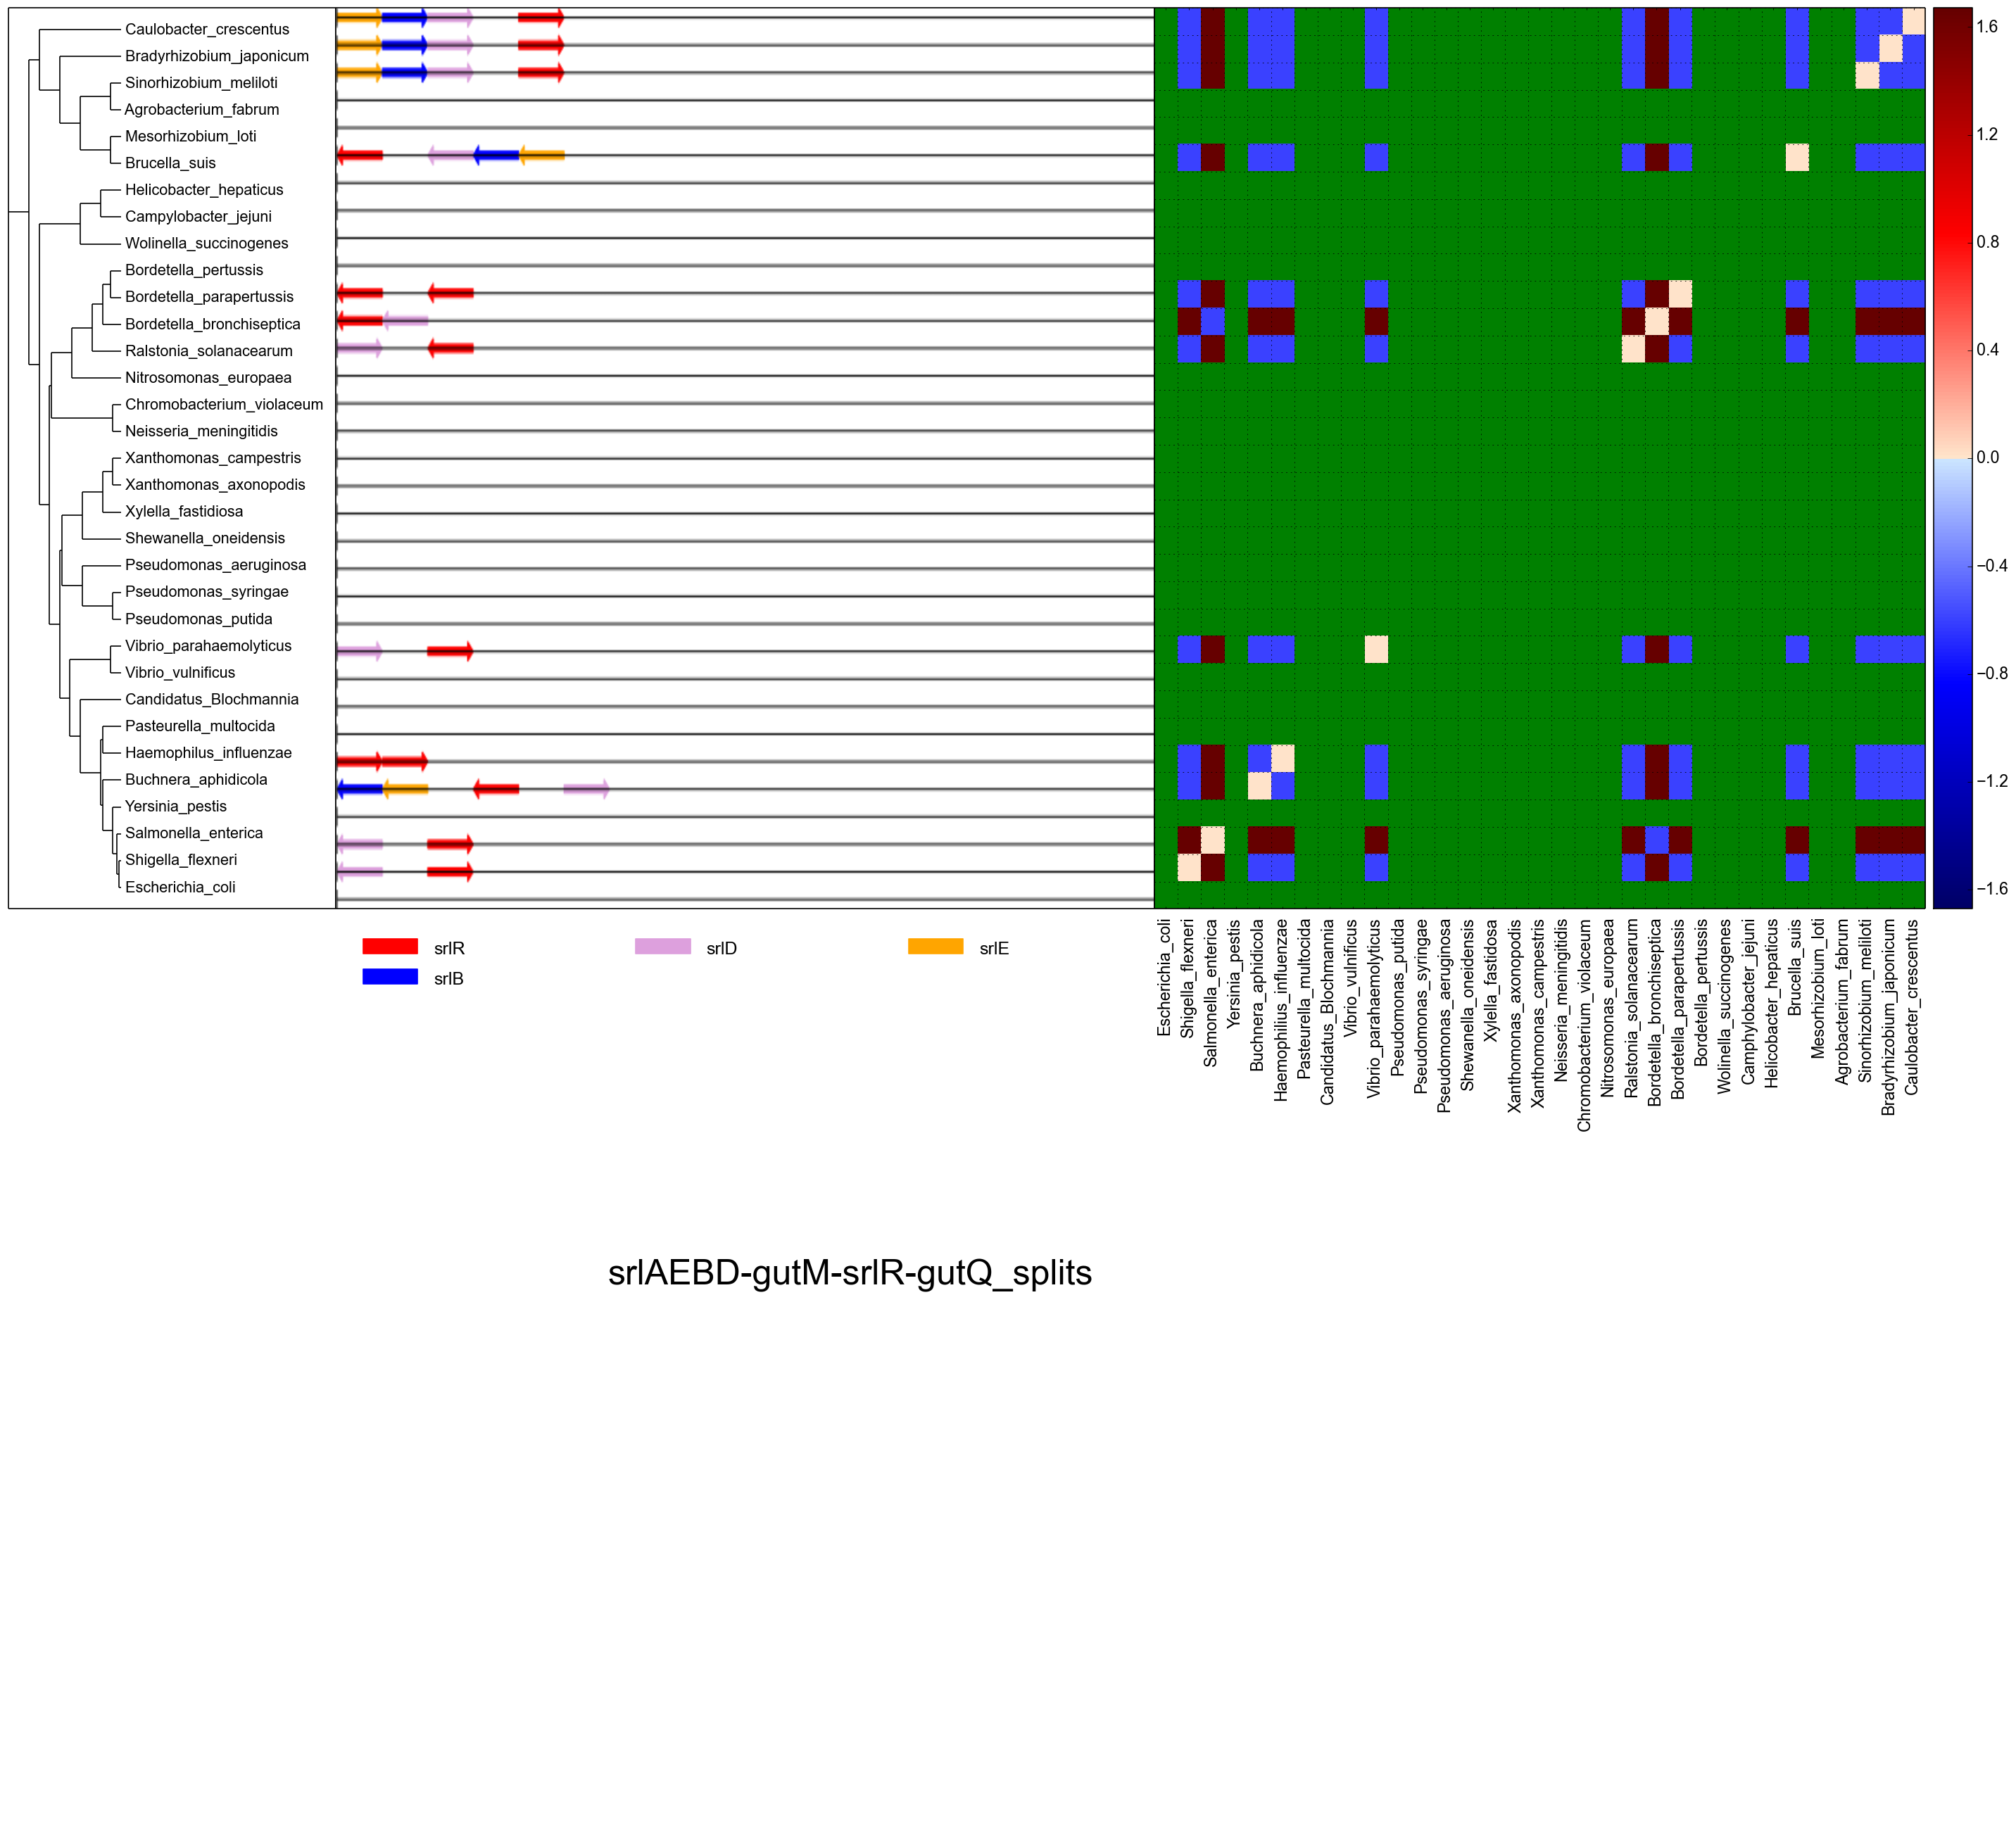 Caulobacter_crescentus
Bradyrhizobium_japonicum
Sinorhizobium_meliloti
Agrobacterium_fabrum
Mesorhizobium_loti
Brucella_suis
Helicobacter_hepaticus
Campylobacter_jejuni
Wolinella_succinogenes
Bordetella_pertussis
Bordetella_parapertussis
Bordetella_bronchiseptica
Ralstonia_solanacearum
Nitrosomonas_europaea
Chromobacterium_violaceum
Neisseria_meningitidis
Xanthomonas_campestris
Xanthomonas_axonopodis
Xylella_fastidiosa
Shewanella_oneidensis
Pseudomonas_aeruginosa
Pseudomonas_syringae
Pseudomonas_putida
Vibrio_parahaemolyticus
Vibrio_vulnificus
Candidatus_Blochmannia
Pasteurella_multocida
Haemophilus_influenzae
Buchnera_aphidicola
Yersinia_pestis
Salmonella_enterica
Shigella_flexneri
Escherichia_coli
1.6
1.2
0.8
0.4
0.0
−0.4
−0.8
−1.2
−1.6
srlR
srlD
srlE
srlB
Escherichia_coli
Shigella_flexneri
Salmonella_enterica
Yersinia_pestis
Buchnera_aphidicola
Haemophilus_influenzae
Pasteurella_multocida
Candidatus_Blochmannia
Vibrio_vulnificus
Vibrio_parahaemolyticus
Pseudomonas_putida
Pseudomonas_syringae
Pseudomonas_aeruginosa
Shewanella_oneidensis
Xylella_fastidiosa
Xanthomonas_axonopodis
Xanthomonas_campestris
Neisseria_meningitidis
Chromobacterium_violaceum
Nitrosomonas_europaea
Ralstonia_solanacearum
Bordetella_bronchiseptica
Bordetella_parapertussis
Bordetella_pertussis
Wolinella_succinogenes
Camphylobacter_jejuni
Helicobacter_hepaticus
Brucella_suis
Mesorhizobium_loti
Agrobacterium_fabrum
Sinorhizobium_meliloti
Bradyrhizobium_japonicum
Caulobacter_crescentus
srlAEBD-gutM-srlR-gutQ_splits